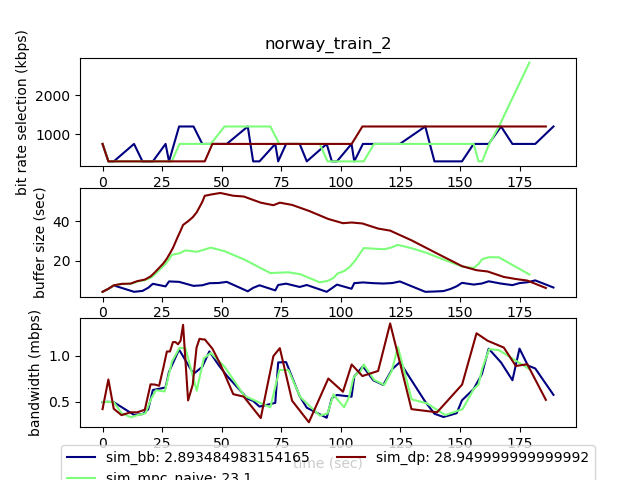 norway_train_2
bit rate selection (kbps)
2000
1000
0 25 50 75 100 125 150 175
buffer size (sec)
40
20
0 25 50 75 100 125 150 175
bandwidth (mbps)
1.0
0.5
0 25 50 75 100 125 150 175
time (sec)
sim_bb: 2.893484983154165
sim_dp: 28.949999999999992
sim_mpc_naive: 23.1